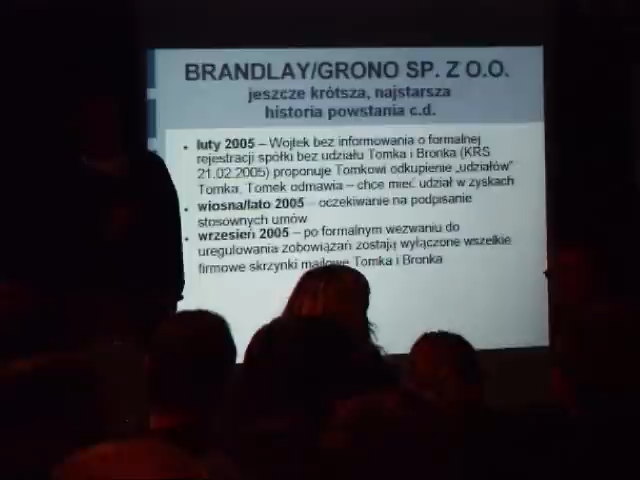 BRANDLAY/GRONO SP. Z O.O.
jeszcze krótsza, najstarsza
historia powstania c.d.
• luty 2005 – Wojtek bez informowania o formalnej
rejestracji spółki bez udziału Tomka i Bronka (KRS
21.02.2005) proponuje Tomkowi odkupienie „udziałów”
Tomka, Tomek odmawia – chce mieć udział w zyskach
• wiosna/lato 2005 – oczekiwanie na podpisanie
stosownych umów
• wrzesień 2005 – po formalnym wezwaniu do
uregulowania zobowiązań zostają wyłączone wszelkie
firmowe skrzynki mailowe Tomka i Bronka